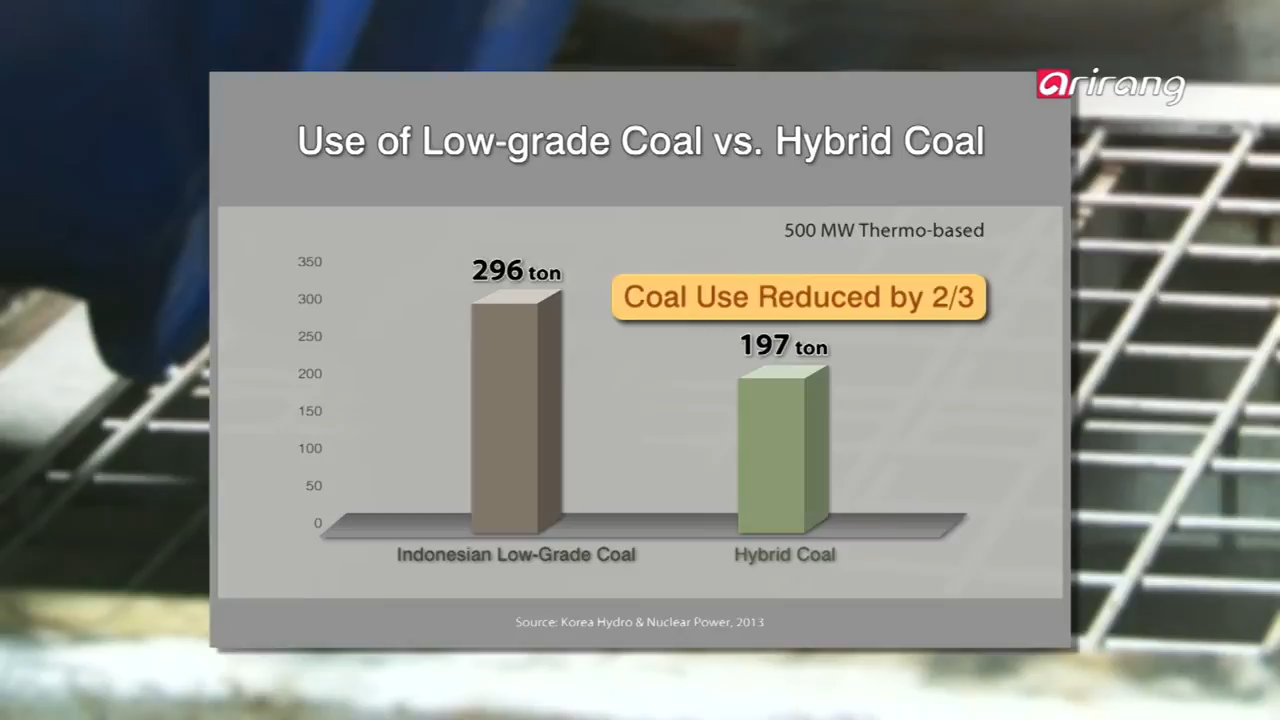 arirang
Use of Low-grade Coal vs. Hybrid Coal
500 MW Thermo-based
350
300
250
200
150
100
50
0
296 ton
Coal Use Reduced by 2/3
197 ton
Indonesian Low-Grade Coal
Hybrid Coal
Source: Korea Hydro & Nuclear Power, 2013